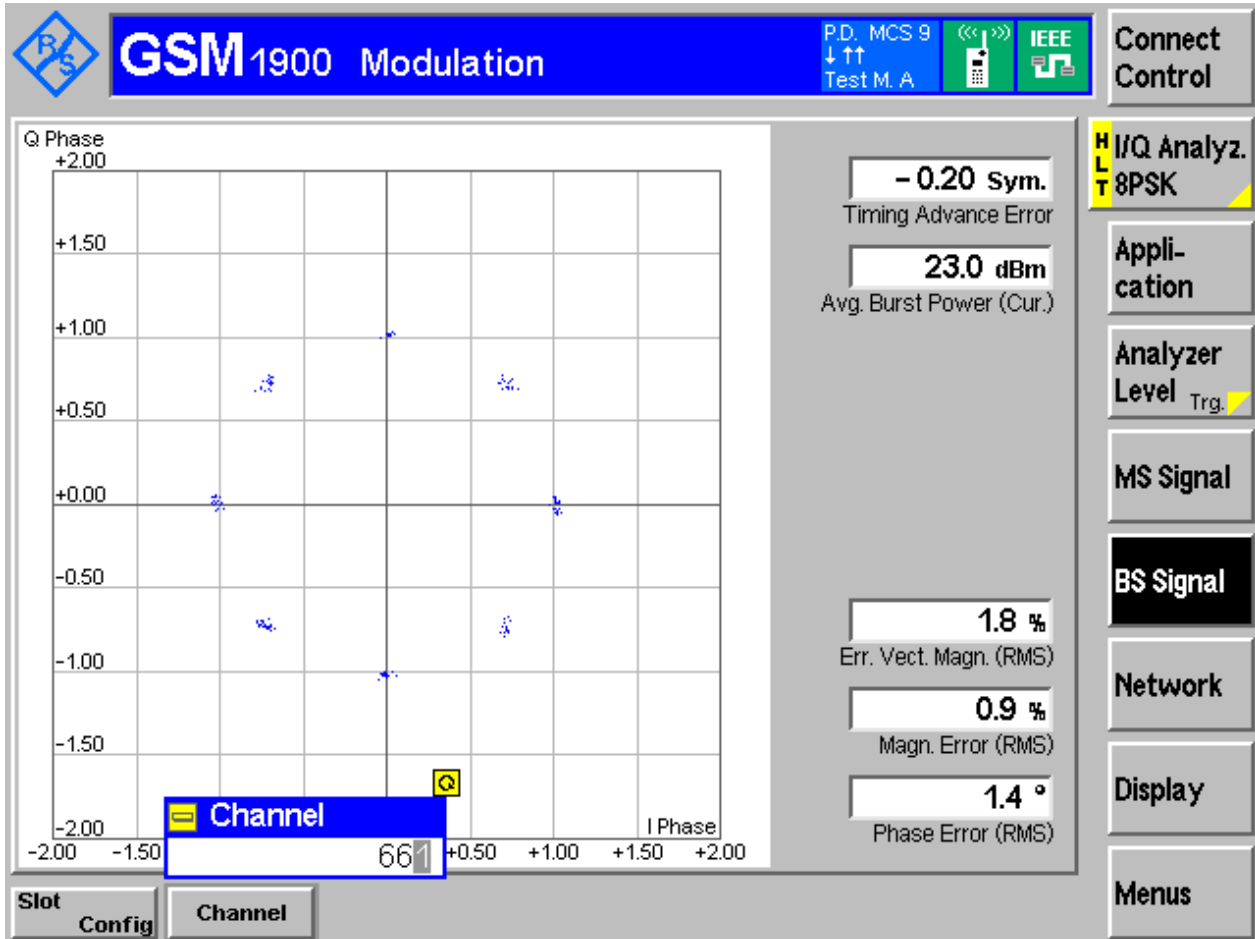 R/S
GSM 1900 Modulation
P.D. MCS 9
↓ ↑↑
Test M. A
IEEE
Connect
Control
Q Phase
+2.00
+1.50
+1.00
+0.50
+0.00
-0.50
-1.00
-1.50
-2.00
I Phase
-2.00 -1.50 +0.50 +1.00 +1.50 +2.00
Q
Channel
661
- 0.20 Sym.
Timing Advance Error
23.0 dBm
Avg. Burst Power (Cur.)
1.8 %
Err. Vect. Magn. (RMS)
0.9 %
Magn. Error (RMS)
1.4 °
Phase Error (RMS)
HLT
I/Q Analyz.
8PSK
Appli-
cation
Analyzer
Level Trg.
MS Signal
BS Signal
Network
Display
Menus
Slot
Config
Channel